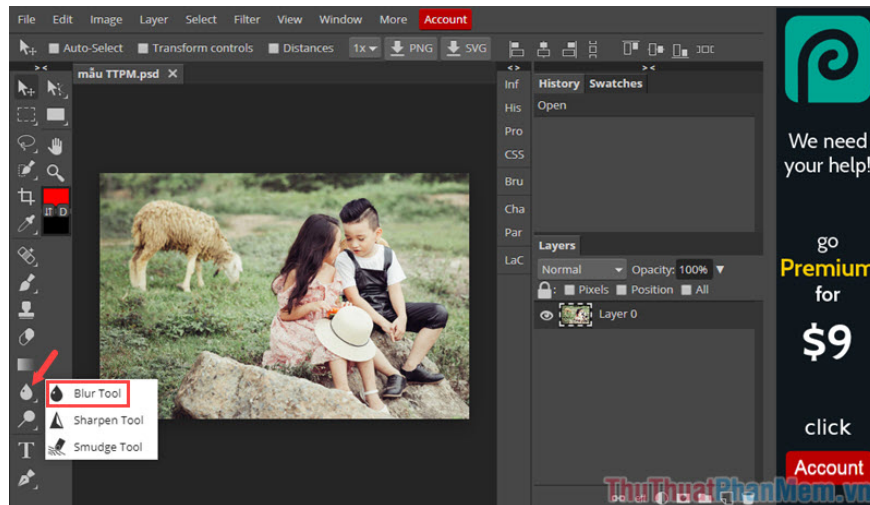 File Edit Image Layer Select Filter View Window More Account
Auto-Select Transform controls Distances 1x PNG SVG
> <
mẫu TTPM.psd X
< >
> <
Inf
His
Pro
CSS
Bru
Cha
Par
LaC
History Swatches
Open
Layers
Normal Opacity: 100%
: Pixels Position All
Layer 0
D
Blur Tool
Sharpen Tool
Smudge Tool
T
We need
your help!
go
Premium
for
$9
click
Account
ThuThuatPhanMem.vn